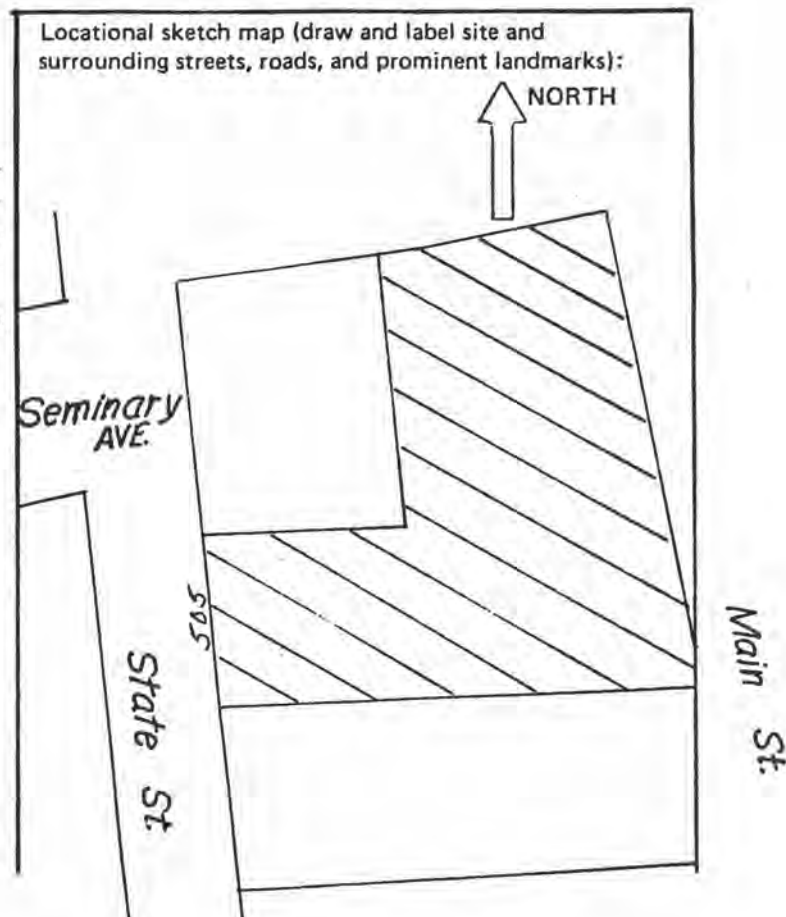 Locational sketch map (draw and label site and
surrounding streets, roads, and prominent landmarks):
NORTH
Seminary
AVE.
505
State St.
Main St.